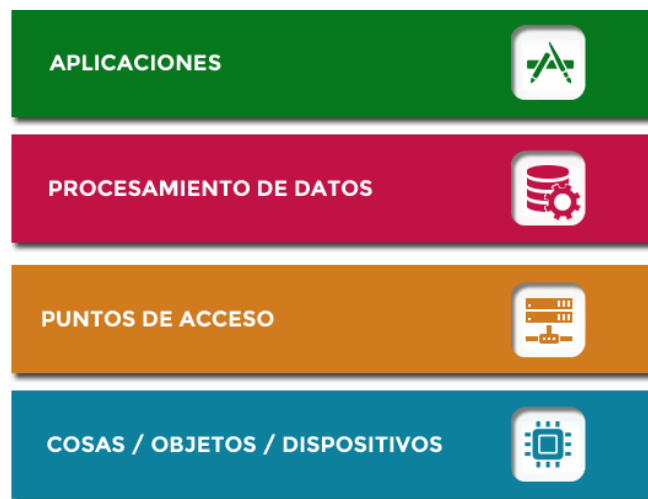 APLICACIONES
PROCESAMIENTO DE DATOS
PUNTOS DE ACCESO
COSAS / OBJETOS / DISPOSITIVOS